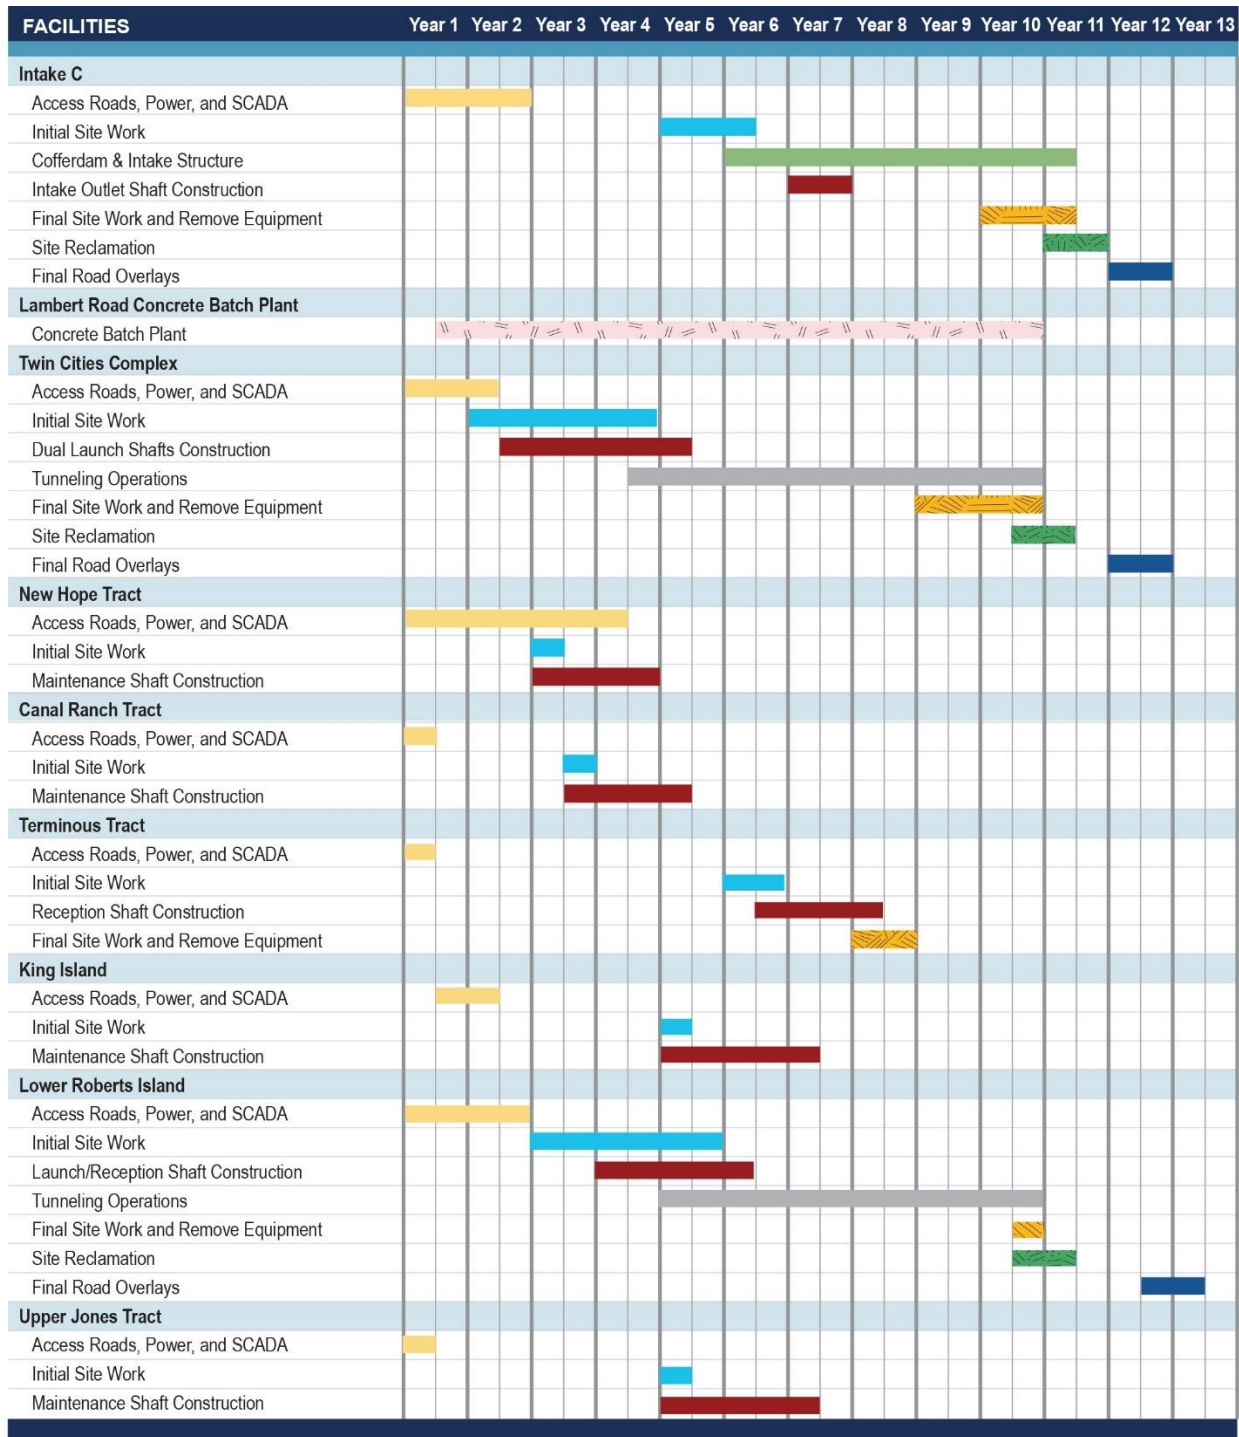 FACILITIES Year 1 Year 2 Year 3 Year 4 Year 5 Year 6 Year 7 Year 8 Year 9 Year 10 Year 11 Year 12 Year 13
Intake C
Access Roads, Power, and SCADA
Initial Site Work
Cofferdam & Intake Structure
Intake Outlet Shaft Construction
Final Site Work and Remove Equipment
Site Reclamation
Final Road Overlays
Lambert Road Concrete Batch Plant
Concrete Batch Plant
Twin Cities Complex
Access Roads, Power, and SCADA
Initial Site Work
Dual Launch Shafts Construction
Tunneling Operations
Final Site Work and Remove Equipment
Site Reclamation
Final Road Overlays
New Hope Tract
Access Roads, Power, and SCADA
Initial Site Work
Maintenance Shaft Construction
Canal Ranch Tract
Access Roads, Power, and SCADA
Initial Site Work
Maintenance Shaft Construction
Terminous Tract
Access Roads, Power, and SCADA
Initial Site Work
Reception Shaft Construction
Final Site Work and Remove Equipment
King Island
Access Roads, Power, and SCADA
Initial Site Work
Maintenance Shaft Construction
Lower Roberts Island
Access Roads, Power, and SCADA
Initial Site Work
Launch/Reception Shaft Construction
Tunneling Operations
Final Site Work and Remove Equipment
Site Reclamation
Final Road Overlays
Upper Jones Tract
Access Roads, Power, and SCADA
Initial Site Work
Maintenance Shaft Construction